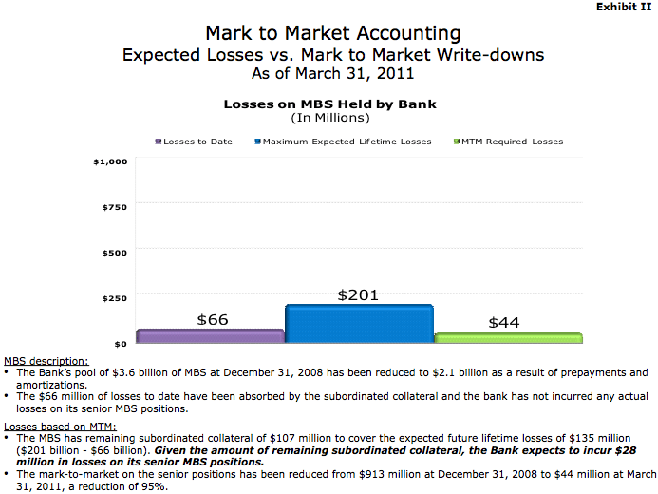 Exhibit II
Mark to Market Accounting
Expected Losses vs. Mark to Market Write-downs
As of March 31, 2011
Losses on MBS Held by Bank
(In Millions)
Losses to Date Maximum Expected Lifetime Losses MTM Required Losses
$1,000
$750
$500
$250
$0
$66
$201
$44
MBS description:
• The Bank's pool of $3.6 billion of MBS at December 31, 2008 has been reduced to $2.1 billion as a result of prepayments and
amortizations.
• The $66 million of losses to date have been absorbed by the subordinated collateral and the bank has not incurred any actual
losses on its senior MBS positions.
Losses based on MTM:
• The MBS has remaining subordinated collateral of $107 million to cover the expected future lifetime losses of $135 million
($201 billion - $66 billion). Given the amount of remaining subordinated collateral, the Bank expects to incur $28
million in losses on its senior MBS positions.
• The mark-to-market on the senior positions has been reduced from $913 million at December 31, 2008 to $44 million at March
31, 2011, a reduction of 95%.